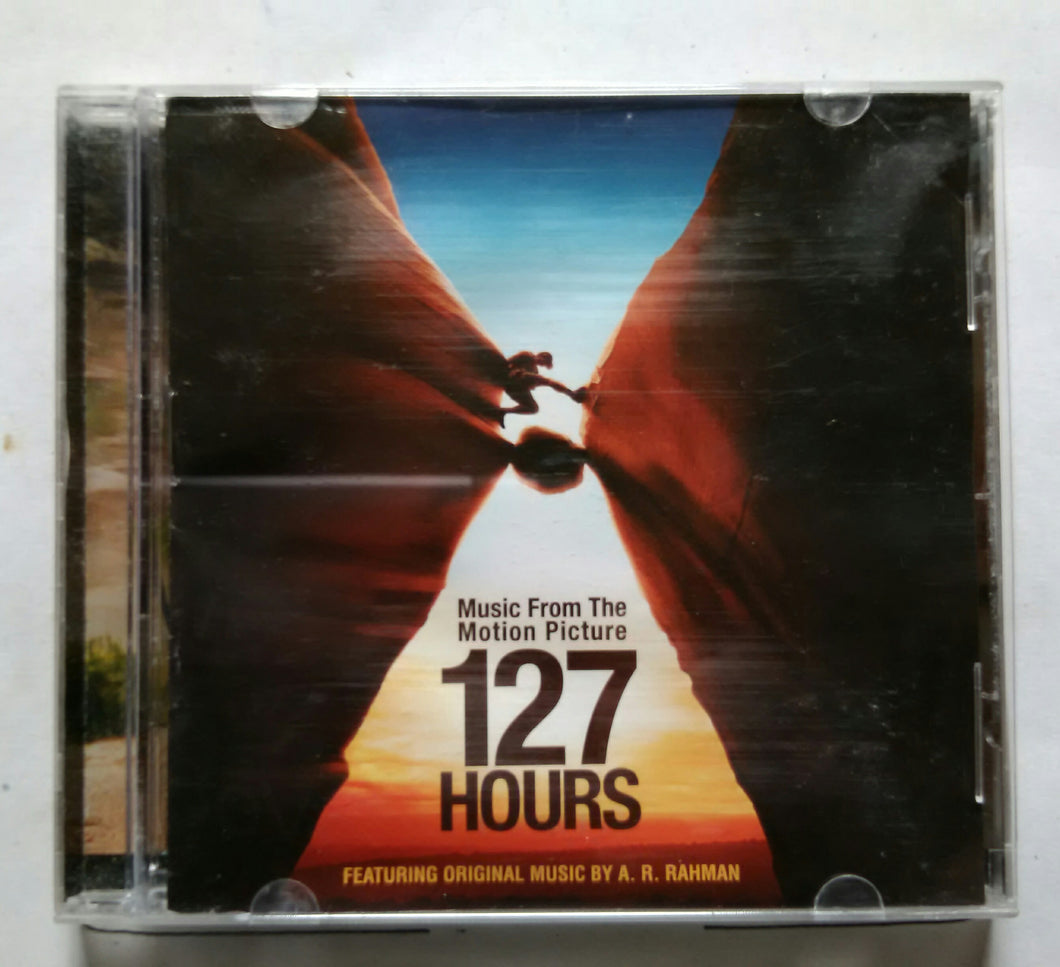 Music From The
Motion Picture
127
HOURS
FEATURING ORIGINAL MUSIC BY A. R. RAHMAN